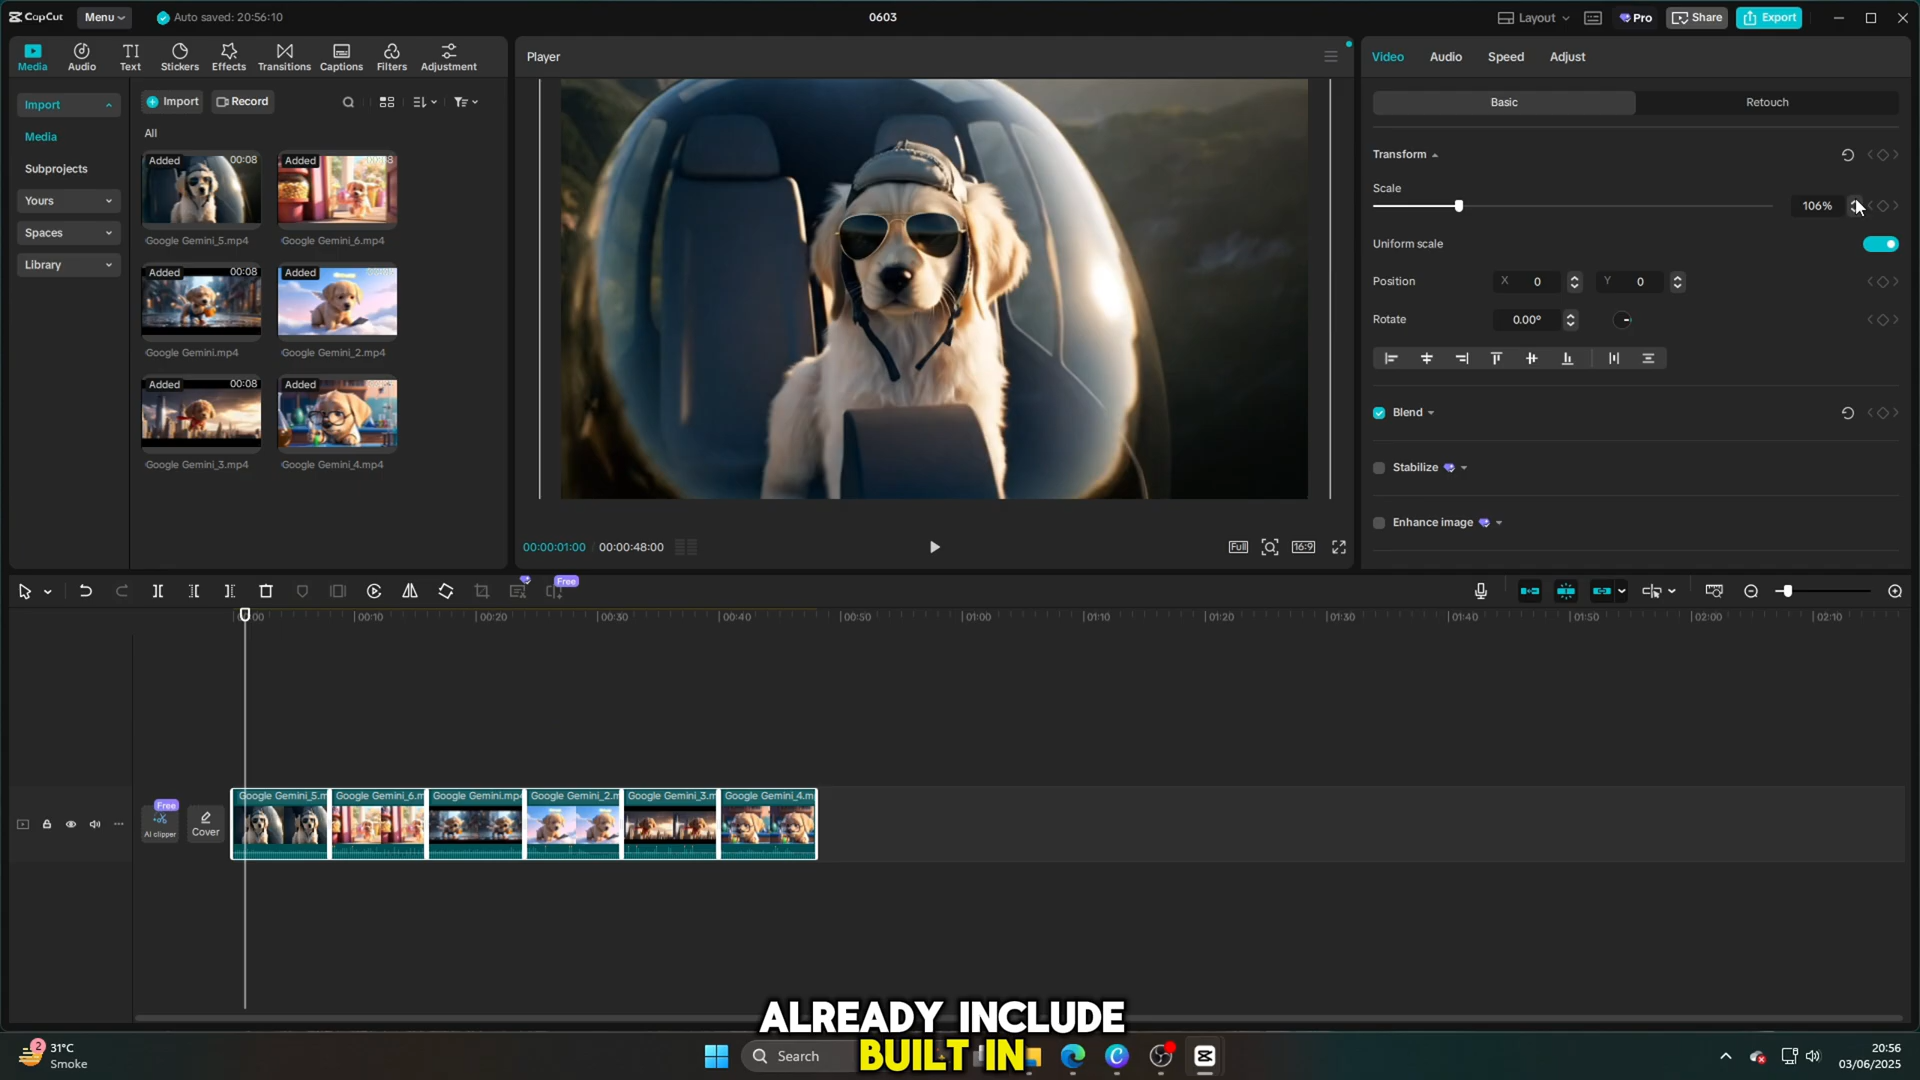 CapCut
Menu
Auto saved: 20:56:10
0603
Layout
Pro
Share
Export
Media
Audio
Text
Stickers
Effects
Transitions
Captions
Filters
Adjustment
Import
Media
Subprojects
Yours
Spaces
Library
Import
Record
All
Added 00:08
Google Gemini_5.mp4
Added 00:08
Google Gemini_6.mp4
Added 00:08
Google Gemini.mp4
Added
Google Gemini_2.mp4
Added 00:08
Google Gemini_3.mp4
Added
Google Gemini_4.mp4
Player
00:00:01:00
00:00:48:00
Full
16:9
Video
Audio
Speed
Adjust
Basic
Retouch
Transform
Scale
106%
Uniform scale
Position
X 0
Y 0
Rotate
0.00°
Blend
Stabilize
Enhance image
Free
00:10
00:20
00:30
00:40
00:50
01:00
01:10
01:20
01:30
01:40
01:50
02:00
02:10
Free
AI clipper
Cover
Google Gemini_5.m
Google Gemini_6.m
Google Gemini.mp
Google Gemini_2.m
Google Gemini_3.m
Google Gemini_4.m
ALREADY INCLUDE
BUILT IN
2
31°C
Smoke
Search
20:56
03/06/2025